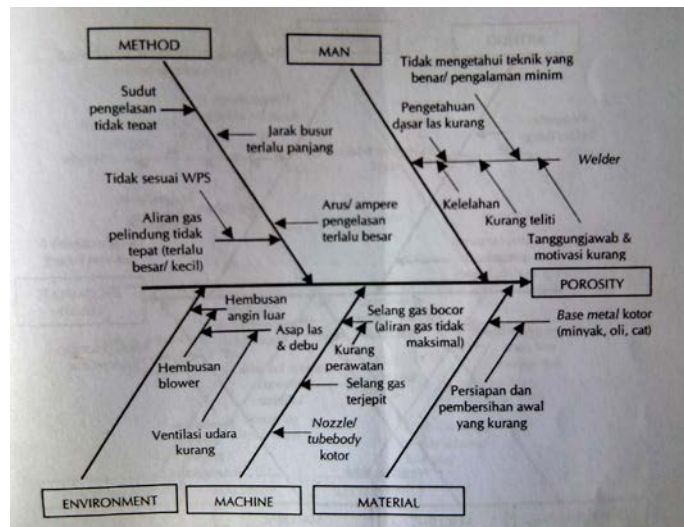 METHOD
MAN
Sudut
pengelasan
tidak tepat
Jarak busur
terlalu panjang
Tidak sesuai WPS
Aliran gas
pelindung tidak
tepat (terlalu
besar/ kecil)
Arus/ ampere
pengelasan
terlalu besar
Tidak mengetahui teknik yang
benar/ pengalaman minim
Pengetahuan
dasar las kurang
Welder
Kelelahan
Kurang teliti
Tanggungjawab &
motivasi kurang
POROSITY
Hembusan
angin luar
Asap las
& debu
Hembusan
blower
Ventilasi udara
kurang
Selang gas bocor
(aliran gas tidak
maksimal)
Kurang
perawatan
Selang gas
terjepit
Nozzle/
tubebody
kotor
Base metal kotor
(minyak, oli, cat)
Persiapan dan
pembersihan awal
yang kurang
ENVIRONMENT
MACHINE
MATERIAL